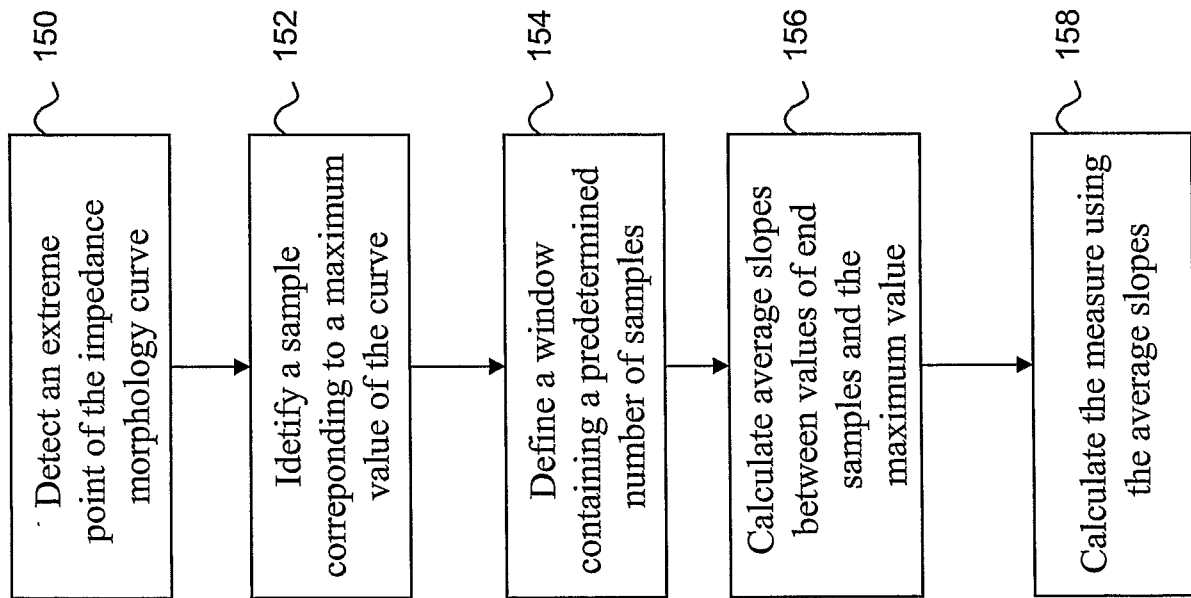 Detect an extreme
point of the impedance
morphology curve
150
Idetify a sample
correponding to a maximum
value of the curve
152
Define a window
containing a predetermined
number of samples
154
Calculate average slopes
between values of end
samples and the
maximum value
156
Calculate the measure using
the average slopes
158